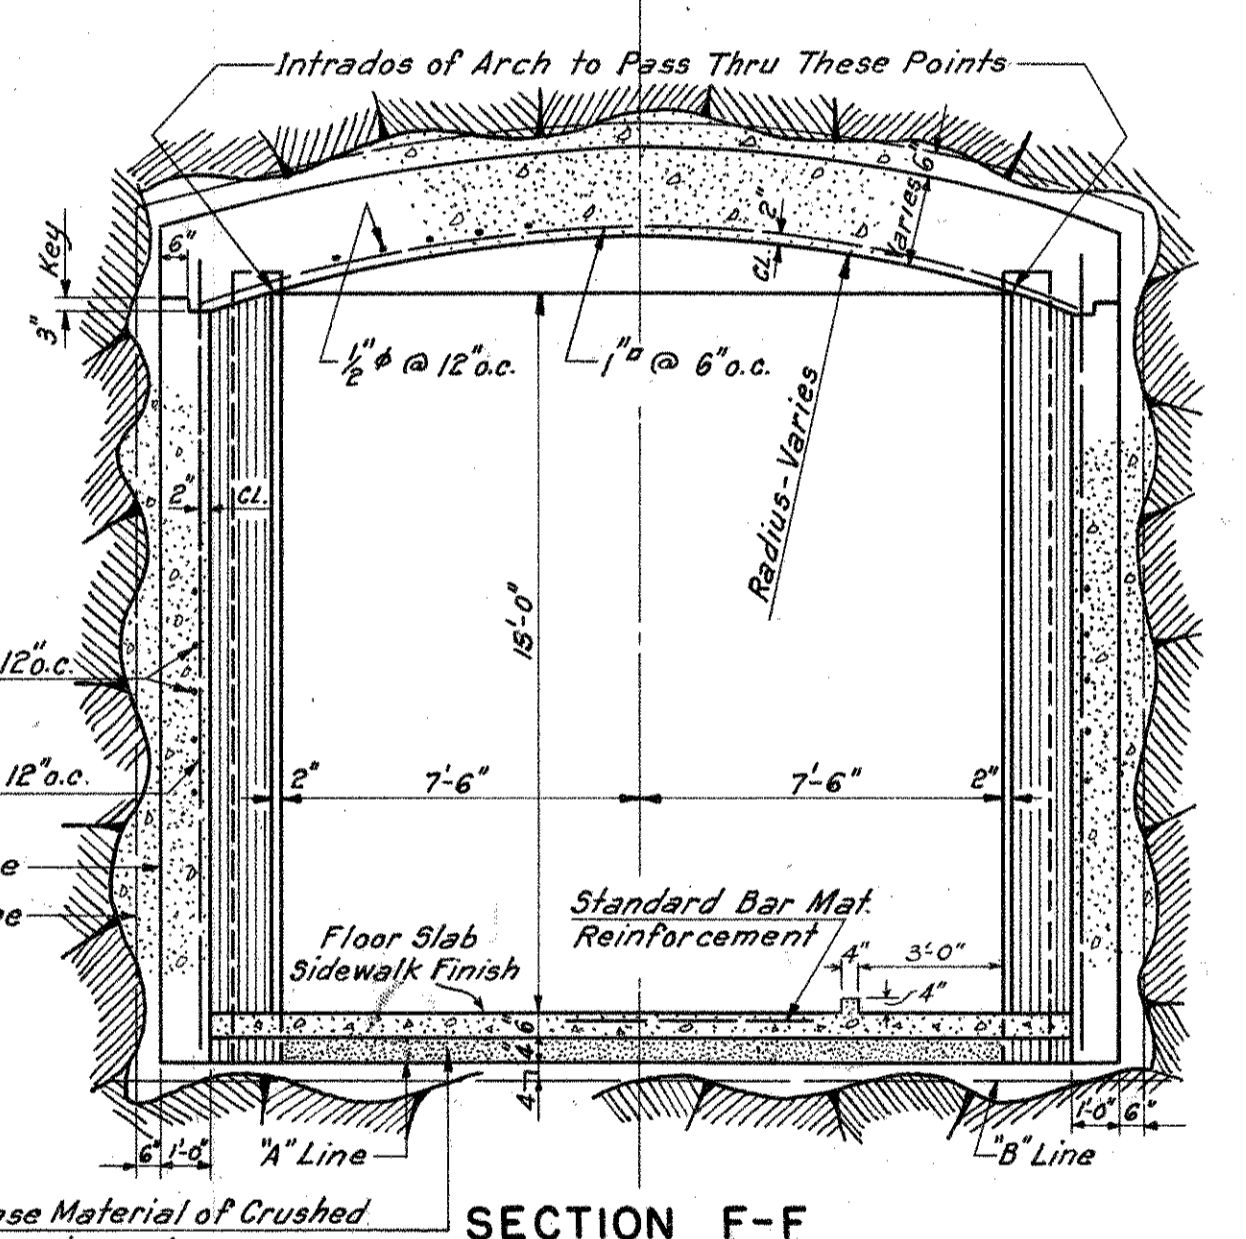 Intrados of Arch to Pass Thru These Points
Key
6"
3"
2"
CL.
Varies
6"
1/2" ϕ @ 12" o.c.
1" ▫ @ 6" o.c.
Radius-Varies
2" CL.
15'-0"
12" o.c.
12" o.c.
2"
7'-6"
7'-6"
2"
e
ne
Floor Slab
Sidewalk Finish
Standard Bar Mat.
Reinforcement
4"
3'-0"
4"
6"
4"
4"
6"
1'-0"
"A" Line
"B" Line
1'-0"
6"
ase Material of Crushed
SECTION F-F